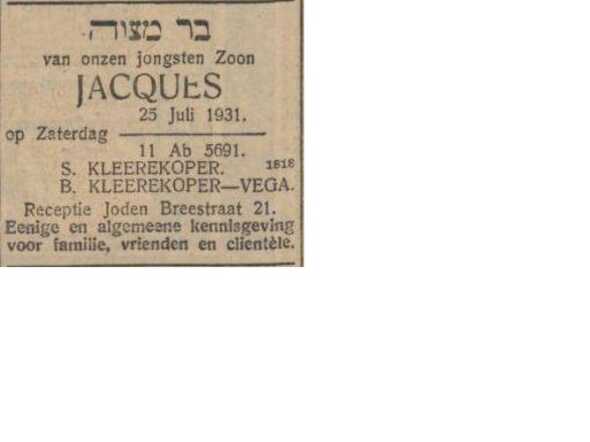 בר מצוה
van onzen jongsten Zoon
JACQUES
25 Juli 1931.
op Zaterdag
11 Ab 5691.
S. KLEEREKOPER. 1818
B. KLEEREKOPER—VEGA.
Receptie Joden Breestraat 21.
Eenige en algemeene kennisgeving
voor familie, vrienden en clientèle.